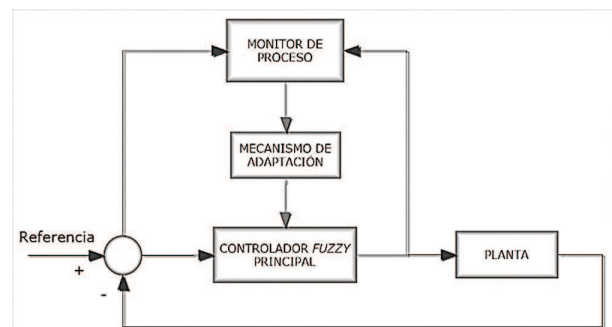 MONITOR DE
PROCESO
MECANISMO DE
ADAPTACIÓN
Referencia
+
-
CONTROLADOR FUZZY
PRINCIPAL
PLANTA